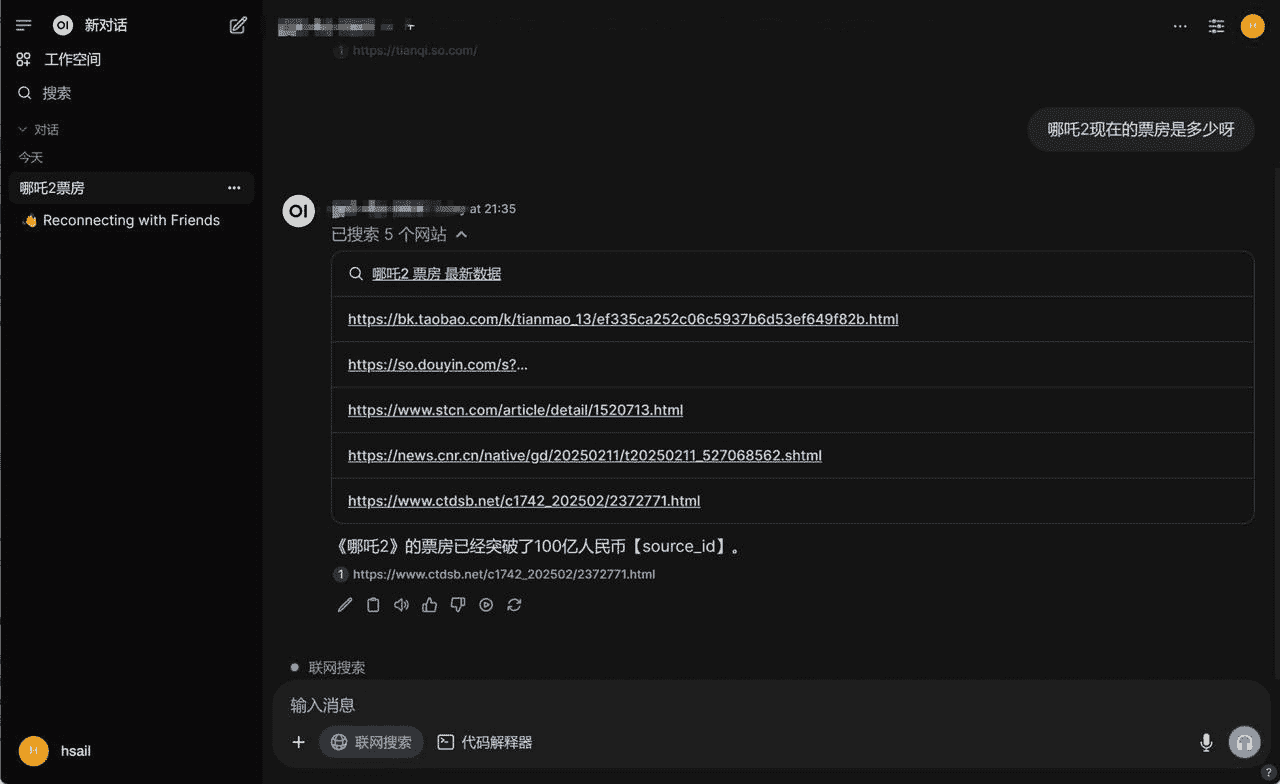 OI 新对话
工作空间
搜索
对话
今天
哪吒2票房
👋 Reconnecting with Friends
H
hsail
H
1 https://tianqi.so.com/
哪吒2现在的票房是多少呀
OI
at 21:35
已搜索 5 个网站
哪吒2 票房 最新数据
https://bk.taobao.com/k/tianmao_13/ef335ca252c06c5937b6d53ef649f82b.html
https://so.douyin.com/s?...
https://www.stcn.com/article/detail/1520713.html
https://news.cnr.cn/native/gd/20250211/t20250211_527068562.shtml
https://www.ctdsb.net/c1742_202502/2372771.html
《哪吒2》的票房已经突破了100亿人民币【source_id】。
1 https://www.ctdsb.net/c1742_202502/2372771.html
联网搜索
输入消息
联网搜索
代码解释器
?